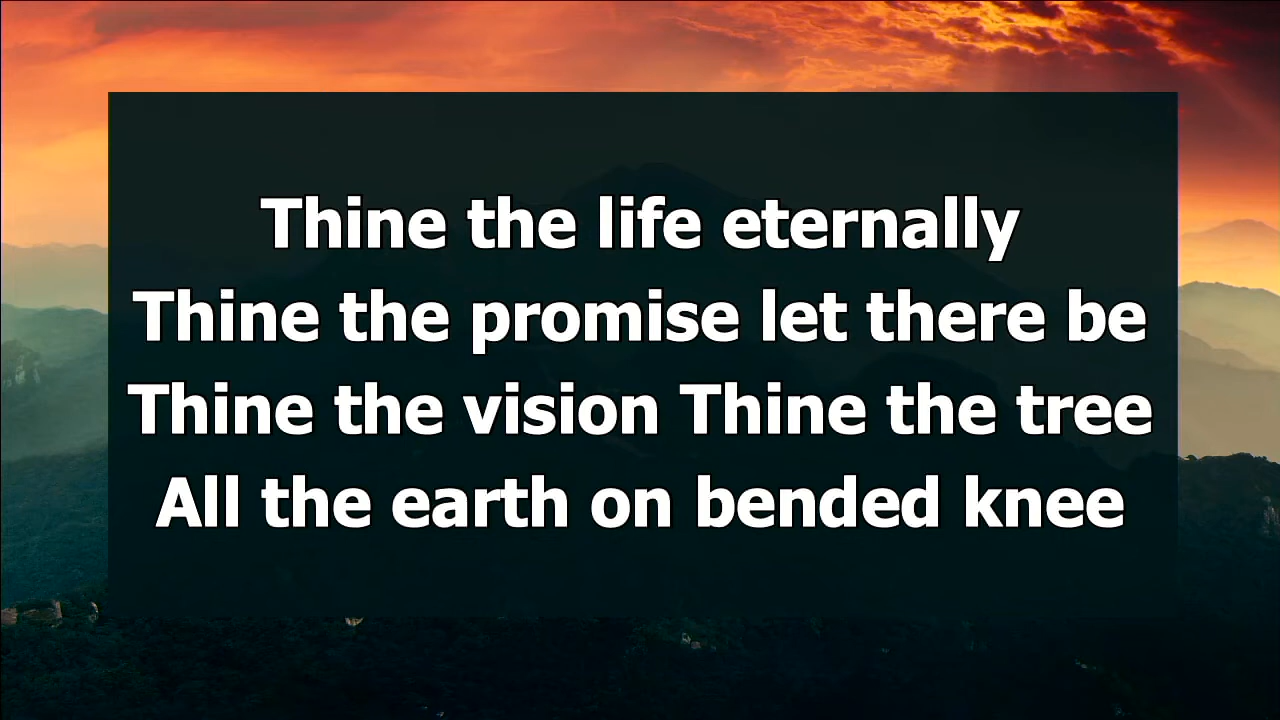 Thine the life eternally
Thine the promise let there be
Thine the vision Thine the tree
All the earth on bended knee